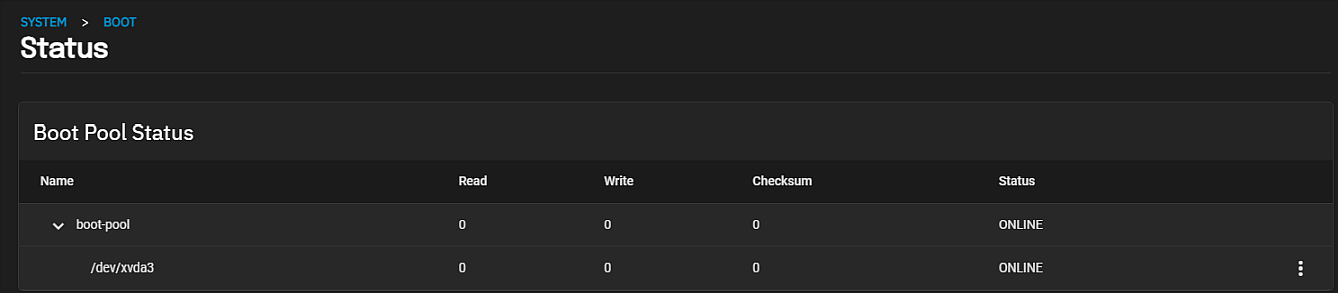 SYSTEM > BOOT
Status
Boot Pool Status
Name Read Write Checksum Status
boot-pool 0 0 0 ONLINE
/dev/xvda3 0 0 0 ONLINE